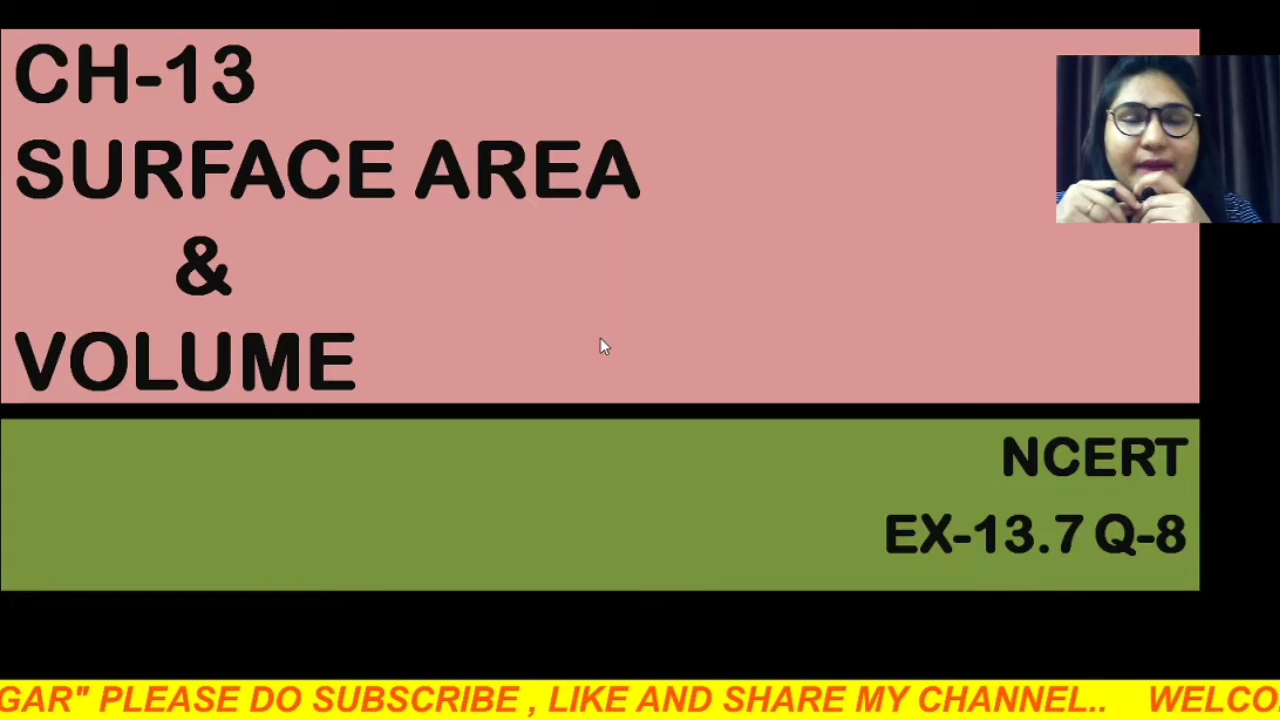 CH-13
SURFACE AREA
&
VOLUME
NCERT
EX-13.7 Q-8
GAR" PLEASE DO SUBSCRIBE , LIKE AND SHARE MY CHANNEL.. WELCO